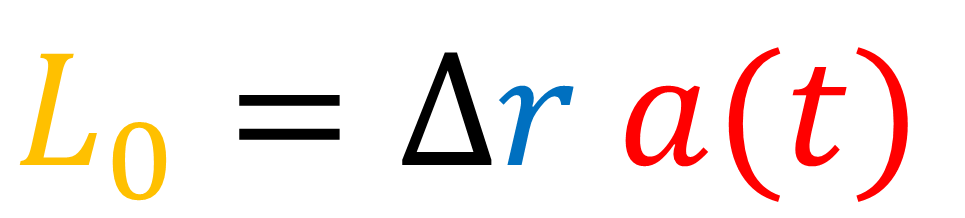 L₀ = Δr a(t)